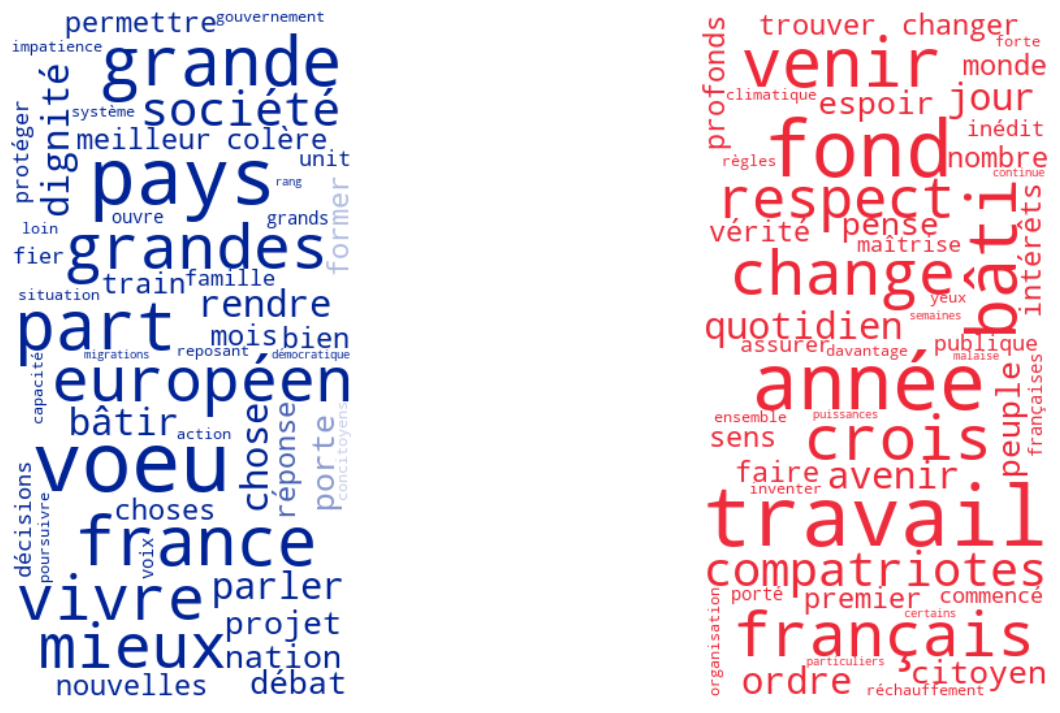 permettre
gouvernement
impatience
grande
dignité
système
société
protéger
meilleur
colère
unit
pays
rang
former
ouvre
grands
loin
grandes
fier
train
famille
situation
rendre
part
mois
bien
migrations
reposant
démocratique
capacité
européen
bâtir
action
chose
réponse
porte
concitoyens
voeu
décisions
poursuivre
choses
france
voix
vivre
parler
projet
mieux
nation
nouvelles
débat
profonds
trouver
changer
forte
venir
monde
climatique
espoir
jour
inédit
fond
nombre
règles
continue
respect
bâti
intérêts
vérité
pense
maîtrise
change
yeux
quotidien
semaines
assurer
davantage
publique
malaise
année
peuple
françaises
ensemble
puissances
sens
crois
faire
avenir
inventer
travail
compatriotes
organisation
porté
premier
commencé
certains
français
particuliers
citoyen
ordre
réchauffement